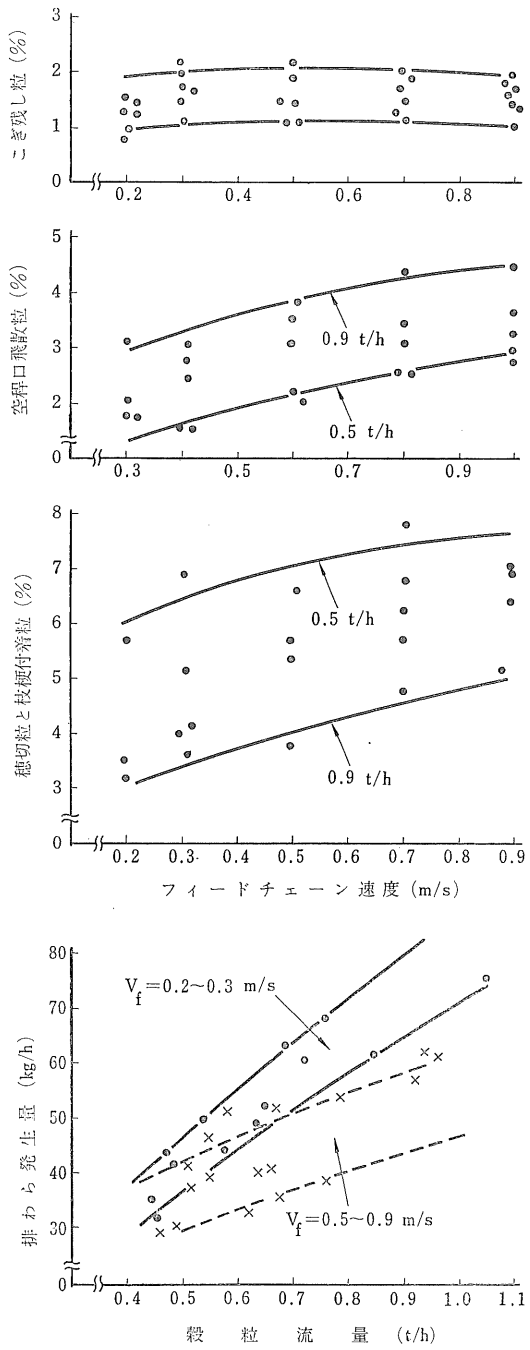 こぎ残し粒 (%)
3
2
1
0
0.2 0.4 0.6 0.8
空稈口飛散粒 (%)
5
4
3
2
0
0.9 t/h
0.5 t/h
0.3 0.5 0.7 0.9
穂切粒と枝梗付着粒 (%)
8
7
6
5
4
3
0
0.5 t/h
0.9 t/h
0.2 0.3 0.4 0.5 0.6 0.7 0.8 0.9
フィードチェーン速度 (m/s)
排わら発生量 (kg/h)
80
70
60
50
40
30
0
Vf=0.2~0.3 m/s
Vf=0.5~0.9 m/s
0.4 0.5 0.6 0.7 0.8 0.9 1.0 1.1
穀粒流量 (t/h)